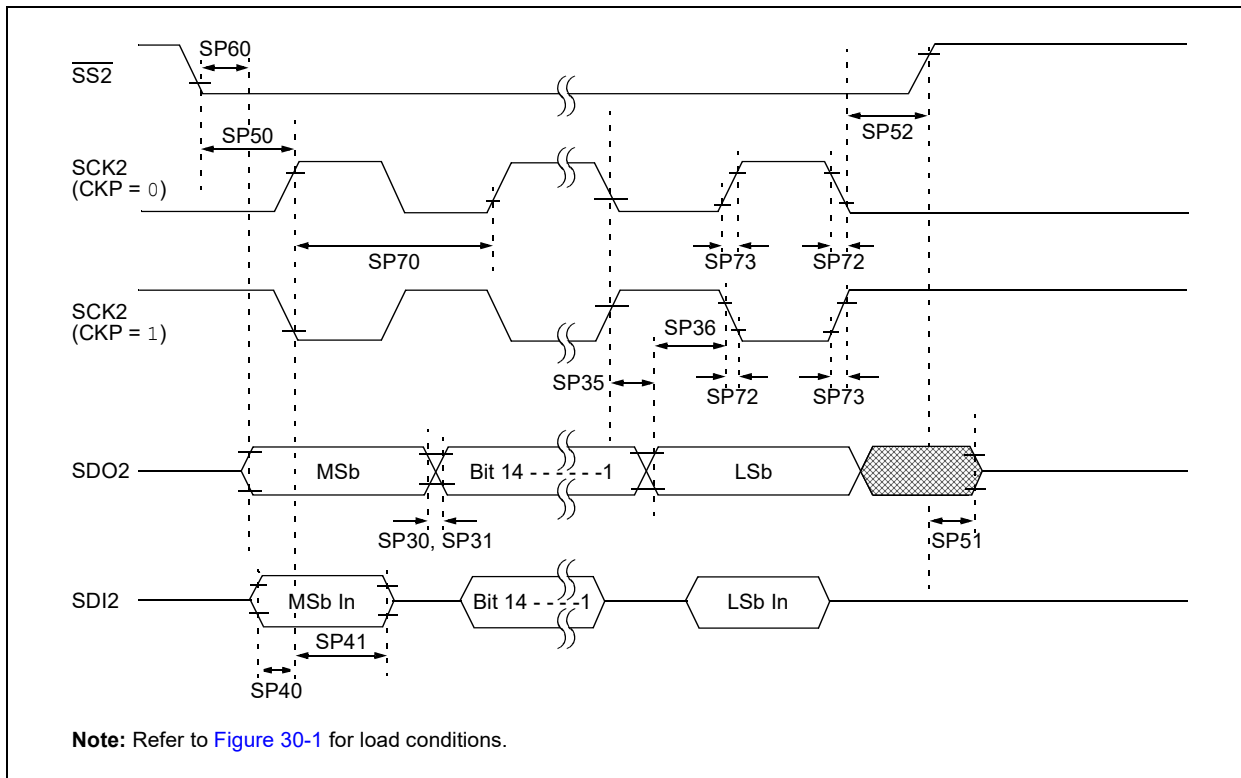 SP60
SS2
SP50
SP52
SCK2
(CKP = 0)
SP70
SP73
SP72
SCK2
(CKP = 1)
SP36
SP35
SP72
SP73
SDO2
MSb
Bit 14 - - - - - -1
LSb
SP30, SP31
SP51
SDI2
MSb In
Bit 14 - - - -1
LSb In
SP41
SP40
Note: Refer to Figure 30-1 for load conditions.